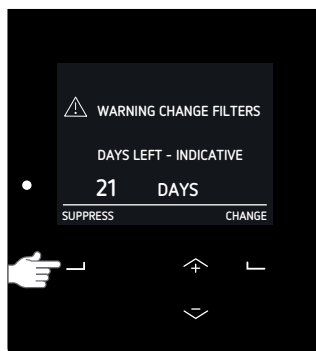 WARNING CHANGE FILTERS
DAYS LEFT - INDICATIVE
21 DAYS
SUPPRESS CHANGE